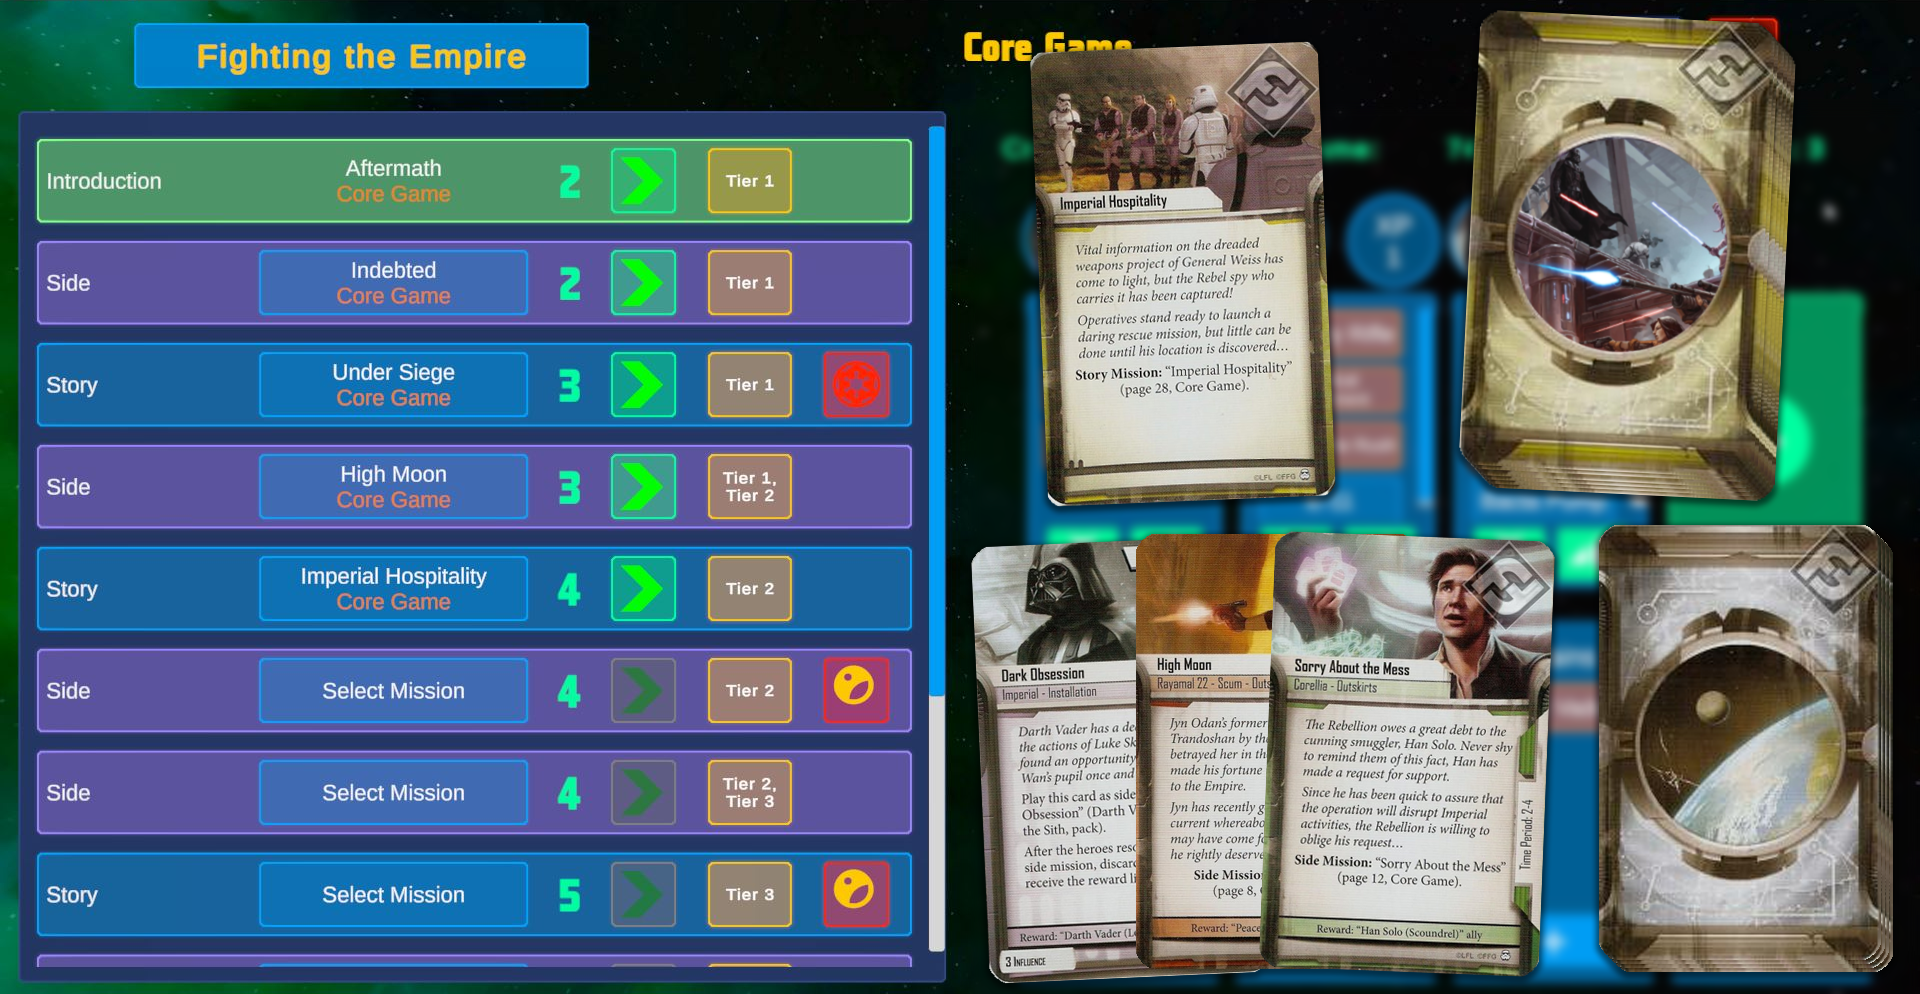 Fighting the Empire
Introduction
Aftermath
Core Game
2
Tier 1
Side
Indebted
Core Game
2
Tier 1
Story
Under Siege
Core Game
3
Tier 1
Side
High Moon
Core Game
3
Tier 1,
Tier 2
Story
Imperial Hospitality
Core Game
4
Tier 2
Side
Select Mission
4
Tier 2
Side
Select Mission
4
Tier 2,
Tier 3
Story
Select Mission
5
Tier 3
Core Game
XP
1
Imperial Hospitality
Vital information on the dreaded
weapons project of General Weiss has
come to light, but the Rebel spy who
carries it has been captured!
Operatives stand ready to launch a
daring rescue mission, but little can be
done until his location is discovered...
Story Mission: “Imperial Hospitality”
(page 28, Core Game).
©LFL ©FFG
Dark Obsession
Imperial - Installation
Darth Vader has a de
the actions of Luke Sk
found an opportunity
Wan's pupil once and
Play this card as side
Obsession” (Darth V
the Sith, pack).
After the heroes reso
side mission, discar
receive the reward li
Reward: “Darth Vader (L
3 Influence
High Moon
Rayamal 22 - Scum - Outs
Jyn Odan's former
Trandoshan by th
betrayed her in th
made his fortune
to the Empire.
Jyn has recently g
current whereabo
may have come fo
he rightly deserve
Side Missio
(page 8,
Reward: “Peace
Sorry About the Mess
Corellia - Outskirts
The Rebellion owes a great debt to the
cunning smuggler, Han Solo. Never shy
to remind them of this fact, Han has
made a request for support.
Since he has been quick to assure that
the operation will disrupt Imperial
activities, the Rebellion is willing to
oblige his request...
Side Mission: “Sorry About the Mess”
(page 12, Core Game).
Time Period: 2-4
Reward: “Han Solo (Scoundrel)” ally
©LFL ©FFG